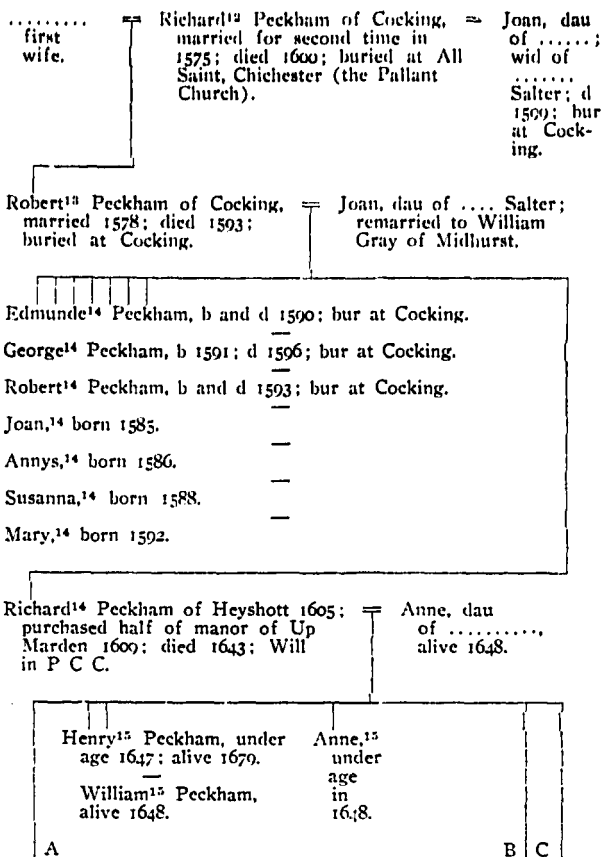 ......... = Richard¹² Peckham of Cocking, = Joan, dau
first married for second time in of ......;
wife. 1575; died 1600; buried at All wid of
Saint, Chichester (the Pallant .......
Church). Salter; d
1599; bur
at Cock-
ing.
Robert¹³ Peckham of Cocking, = Joan, dau of .... Salter;
married 1578; died 1593; remarried to William
buried at Cocking. Gray of Midhurst.
Edmunde¹⁴ Peckham, b and d 1590; bur at Cocking.
—
George¹⁴ Peckham, b 1591; d 1596; bur at Cocking.
—
Robert¹⁴ Peckham, b and d 1593; bur at Cocking.
—
Joan,¹⁴ born 1585.
—
Annys,¹⁴ born 1586.
—
Susanna,¹⁴ born 1588.
—
Mary,¹⁴ born 1592.
Richard¹⁴ Peckham of Heyshott 1605; = Anne, dau
purchased half of manor of Up of ..........,
Marden 1609; died 1643; Will alive 1648.
in P C C.
Henry¹⁵ Peckham, under Anne,¹⁵
age 1647; alive 1679. under
— age
William¹⁵ Peckham, in
alive 1648. 1648.
A B C